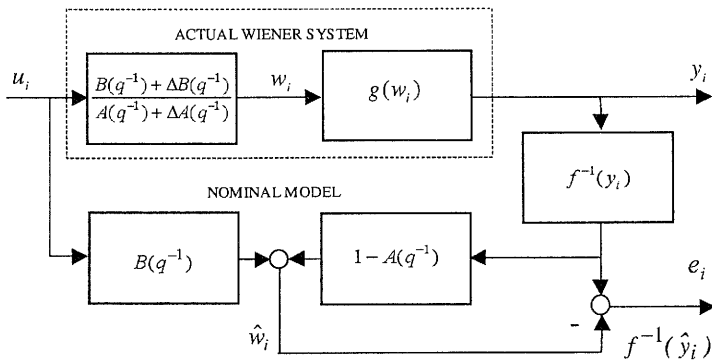 ACTUAL WIENER SYSTEM
u_i
B(q⁻¹) + ΔB(q⁻¹)
A(q⁻¹) + ΔA(q⁻¹)
w_i
g(w_i)
y_i
f⁻¹(y_i)
NOMINAL MODEL
B(q⁻¹)
1 − A(q⁻¹)
e_i
ŵ_i
-
f⁻¹(ŷ_i)